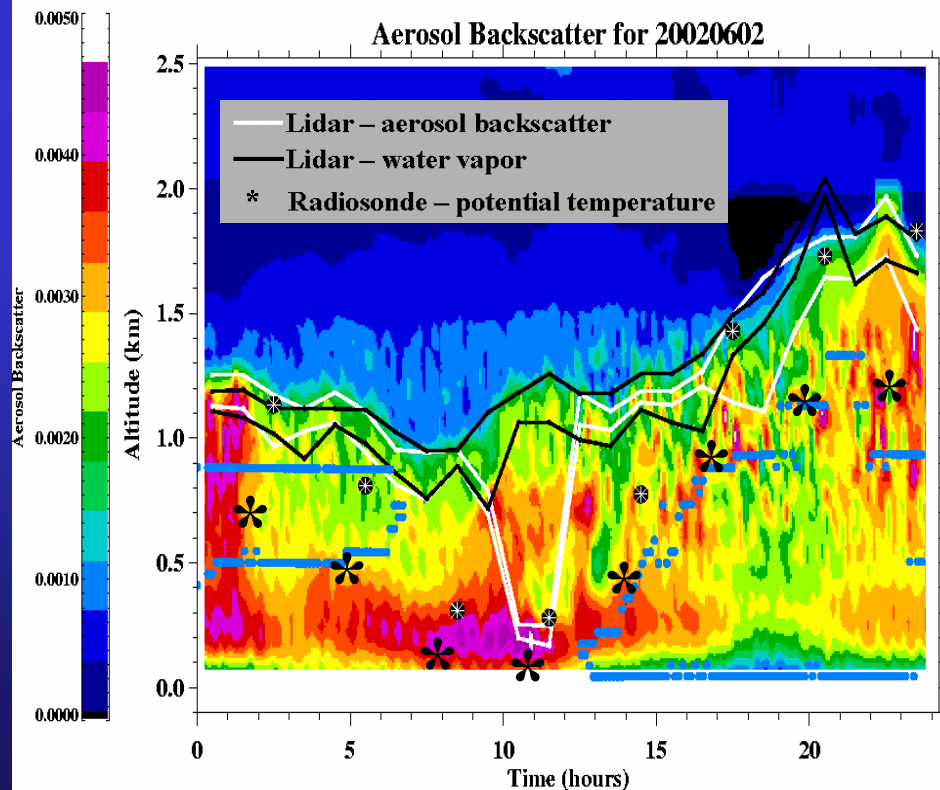 Aerosol Backscatter for 20020602
0.0050
0.0040
0.0030
0.0020
0.0010
0.0000
Aerosol Backscatter
2.5
2.0
1.5
1.0
0.5
0.0
Altitude (km)
Lidar – aerosol backscatter
Lidar – water vapor
* Radiosonde – potential temperature
0 5 10 15 20
Time (hours)